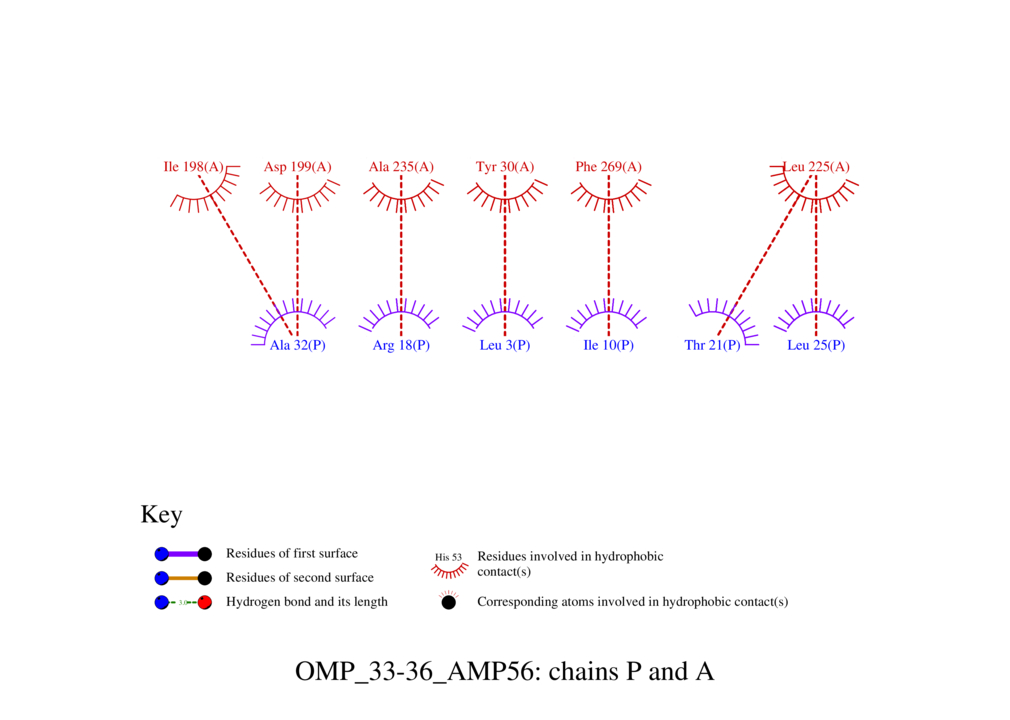 Ile 198(A) Asp 199(A) Ala 235(A) Tyr 30(A) Phe 269(A) Leu 225(A)
Ala 32(P) Arg 18(P) Leu 3(P) Ile 10(P) Thr 21(P) Leu 25(P)
Key
Residues of first surface
Residues of second surface
3.0
Hydrogen bond and its length
His 53
Residues involved in hydrophobic
contact(s)
Corresponding atoms involved in hydrophobic contact(s)
OMP_33-36_AMP56: chains P and A